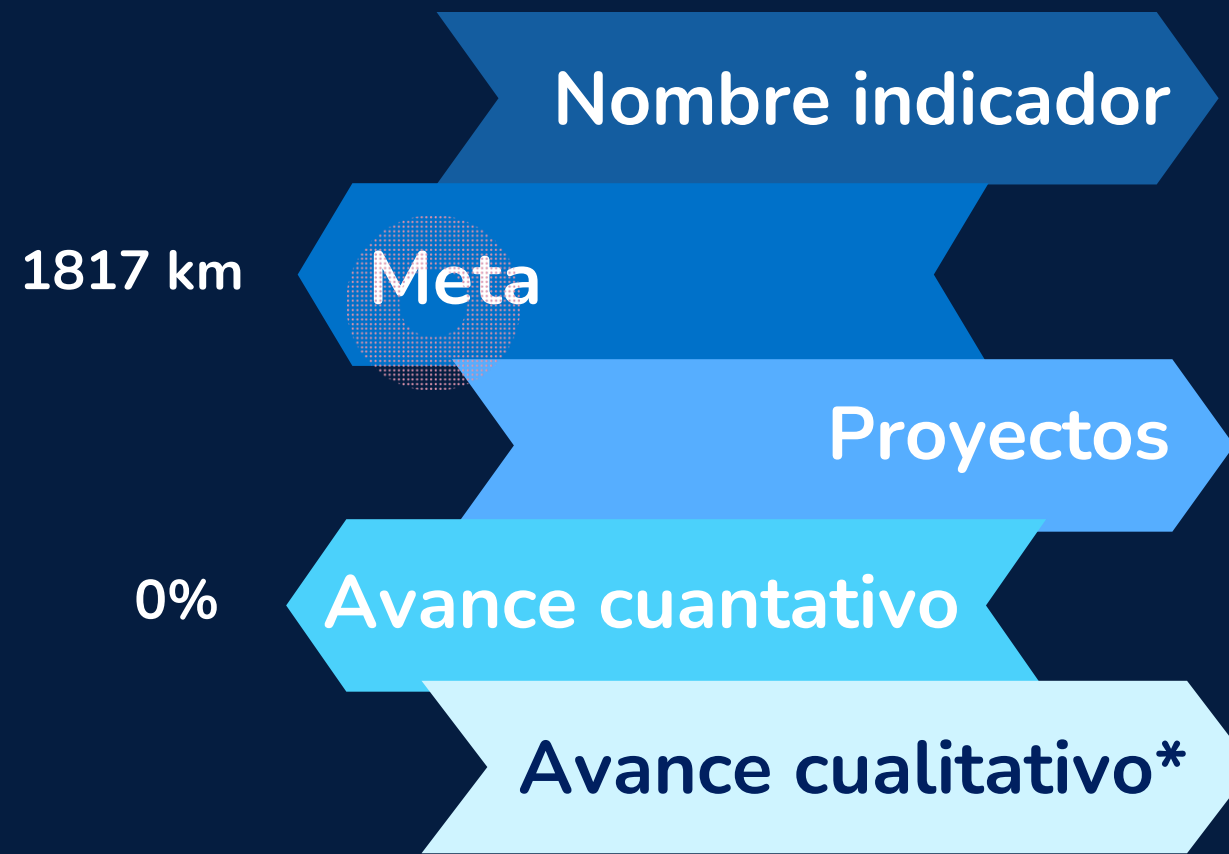 Nombre indicador
1817 km
Meta
Proyectos
0%
Avance cuantativo
Avance cualitativo*